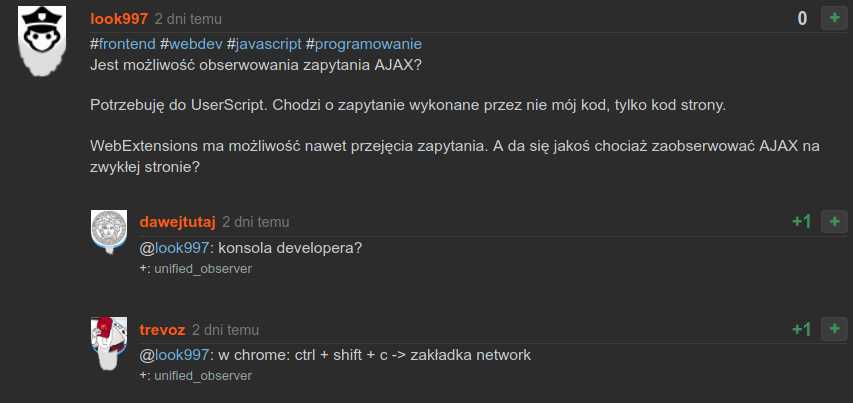 look997 2 dni temu 0 +
#frontend #webdev #javascript #programowanie
Jest możliwość obserwowania zapytania AJAX?
Potrzebuję do UserScript. Chodzi o zapytanie wykonane przez nie mój kod, tylko kod strony.
WebExtensions ma możliwość nawet przejęcia zapytania. A da się jakoś chociaż zaobserwować AJAX na
zwykłej stronie?
dawejtutaj 2 dni temu +1 +
@look997: konsola developera?
+: unified_observer
trevoz 2 dni temu +1 +
@look997: w chrome: ctrl + shift + c -> zakładka network
+: unified_observer